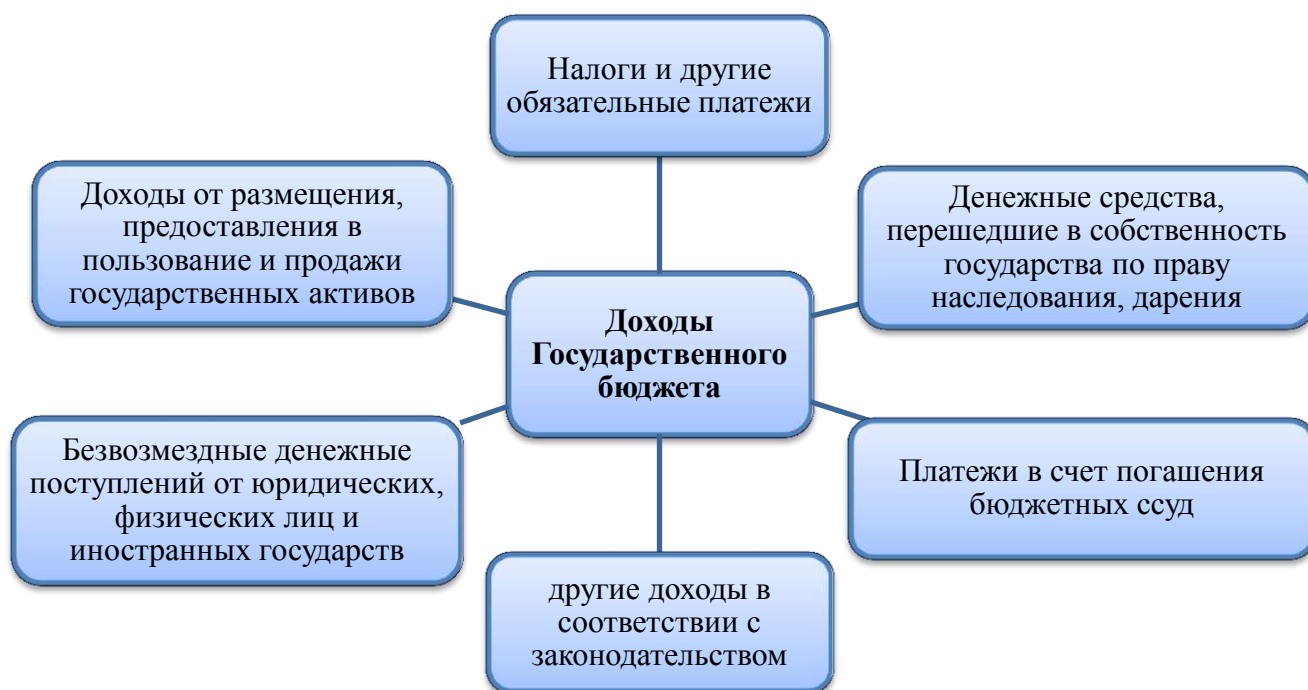 Налоги и другие
обязательные платежи
Доходы от размещения,
предоставления в
пользование и продажи
государственных активов
Денежные средства,
перешедшие в собственность
государства по праву
наследования, дарения
Доходы
Государственного
бюджета
Безвозмездные денежные
поступлений от юридических,
физических лиц и
иностранных государств
Платежи в счет погашения
бюджетных ссуд
другие доходы в
соответствии с
законодательством